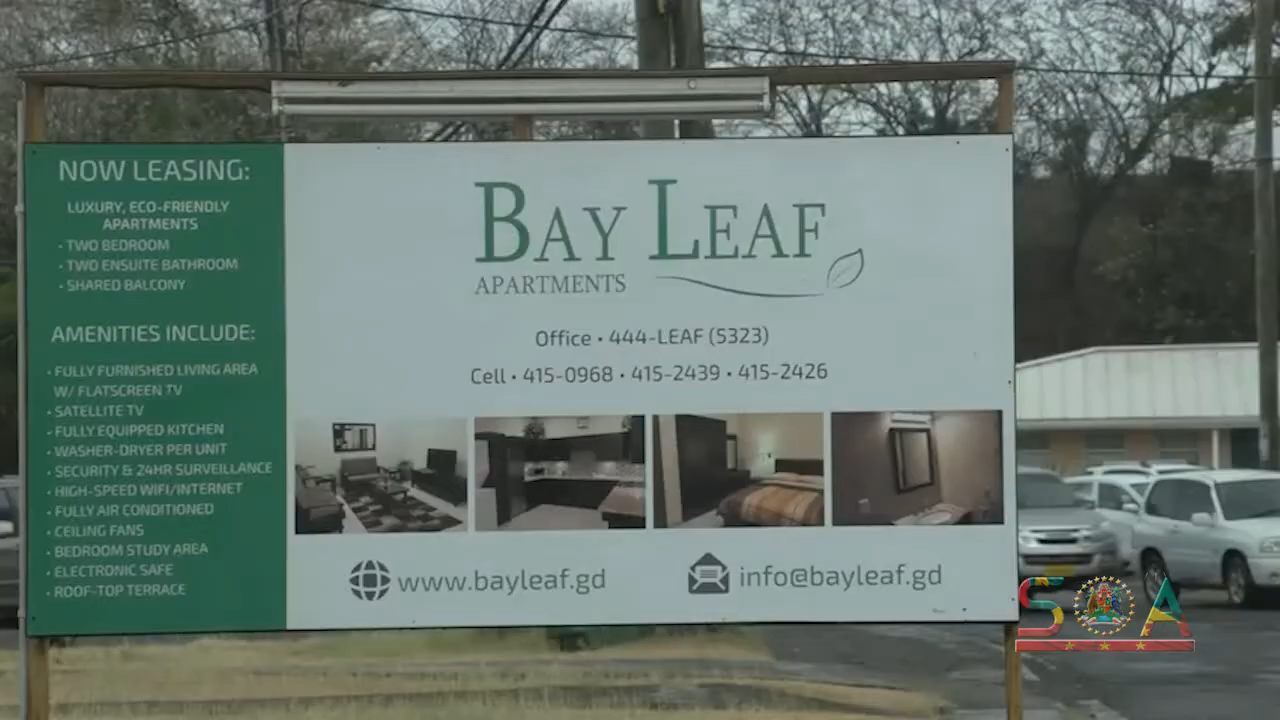 NOW LEASING:
LUXURY, ECO-FRIENDLY
APARTMENTS
• TWO BEDROOM
• TWO ENSUITE BATHROOM
• SHARED BALCONY
AMENITIES INCLUDE:
• FULLY FURNISHED LIVING AREA
W/ FLATSCREEN TV
• SATELLITE TV
• FULLY EQUIPPED KITCHEN
• WASHER-DRYER PER UNIT
• SECURITY & 24HR SURVEILLANCE
• HIGH-SPEED WIFI/INTERNET
• FULLY AIR CONDITIONED
• CEILING FANS
• BEDROOM STUDY AREA
• ELECTRONIC SAFE
• ROOF-TOP TERRACE
BAY LEAF
APARTMENTS
Office • 444-LEAF (5323)
Cell • 415-0968 • 415-2439 • 415-2426
www.bayleaf.gd
info@bayleaf.gd
SOA